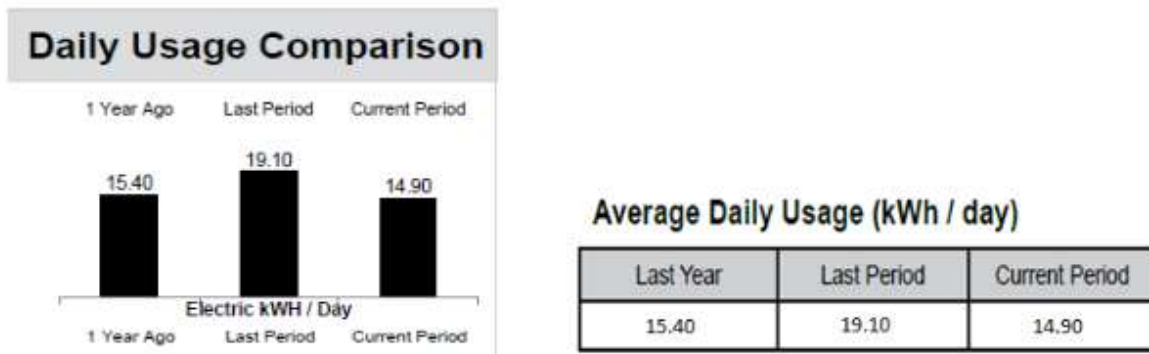 Daily Usage Comparison
1 Year Ago Last Period Current Period
15.40 19.10 14.90
Electric kWH / Day
1 Year Ago Last Period Current Period
Average Daily Usage (kWh / day)
Last Year Last Period Current Period
15.40 19.10 14.90